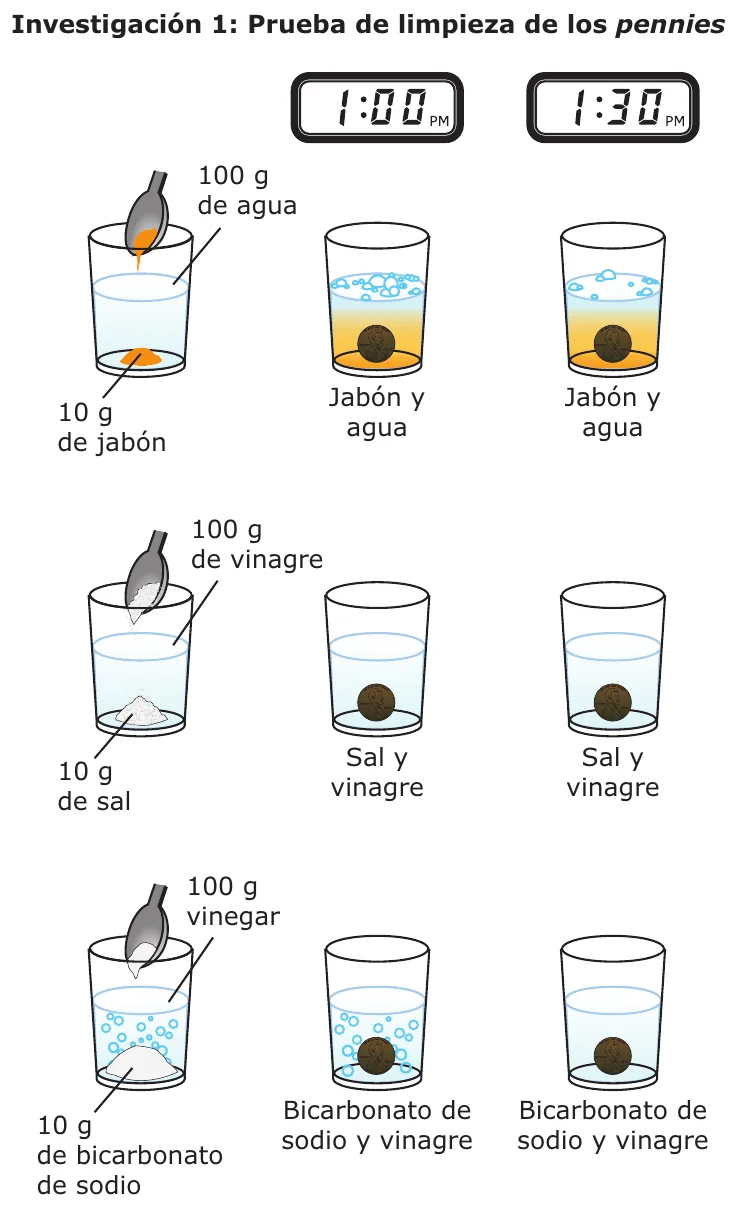 Investigación 1: Prueba de limpieza de los pennies
1:00 PM
1:30 PM
100 g
de agua
10 g
de jabón
Jabón y
agua
Jabón y
agua
100 g
de vinagre
10 g
de sal
Sal y
vinagre
Sal y
vinagre
100 g
vinegar
10 g
de bicarbonato
de sodio
Bicarbonato de
sodio y vinagre
Bicarbonato de
sodio y vinagre